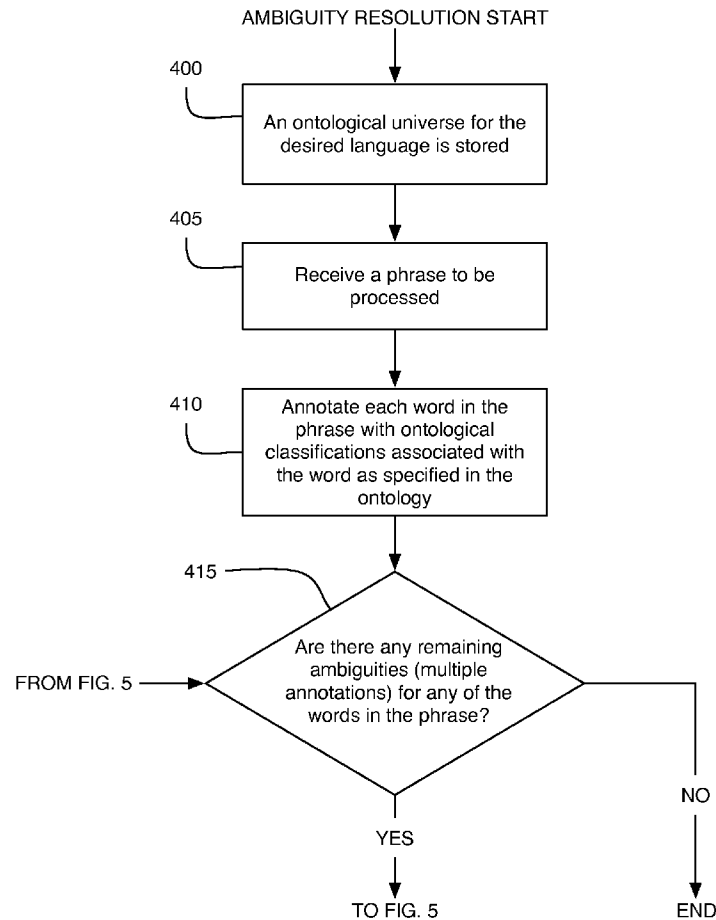 AMBIGUITY RESOLUTION START
400
An ontological universe for the
desired language is stored
405
Receive a phrase to be
processed
410
Annotate each word in the
phrase with ontological
classifications associated with
the word as specified in the
ontology
415
Are there any remaining
ambiguities (multiple
annotations) for any of the
words in the phrase?
FROM FIG. 5
NO
YES
TO FIG. 5
END